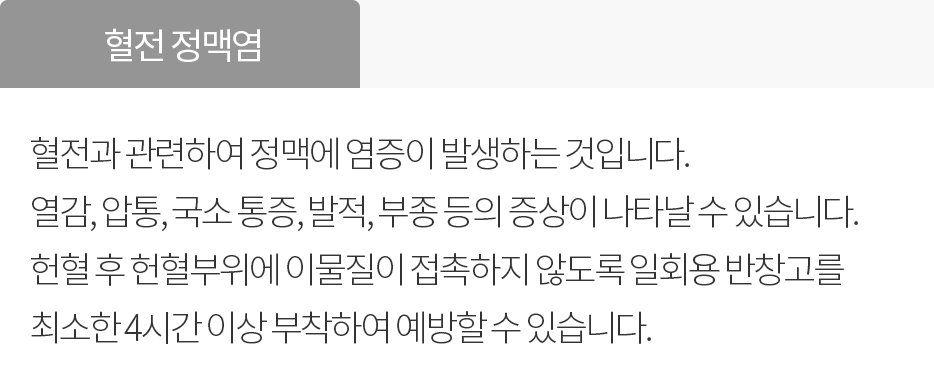 혈전 정맥염
혈전과 관련하여 정맥에 염증이 발생하는 것입니다.
열감, 압통, 국소 통증, 발적, 부종 등의 증상이 나타날 수 있습니다.
헌혈 후 헌혈부위에 이물질이 접촉하지 않도록 일회용 반창고를
최소한 4시간 이상 부착하여 예방할 수 있습니다.